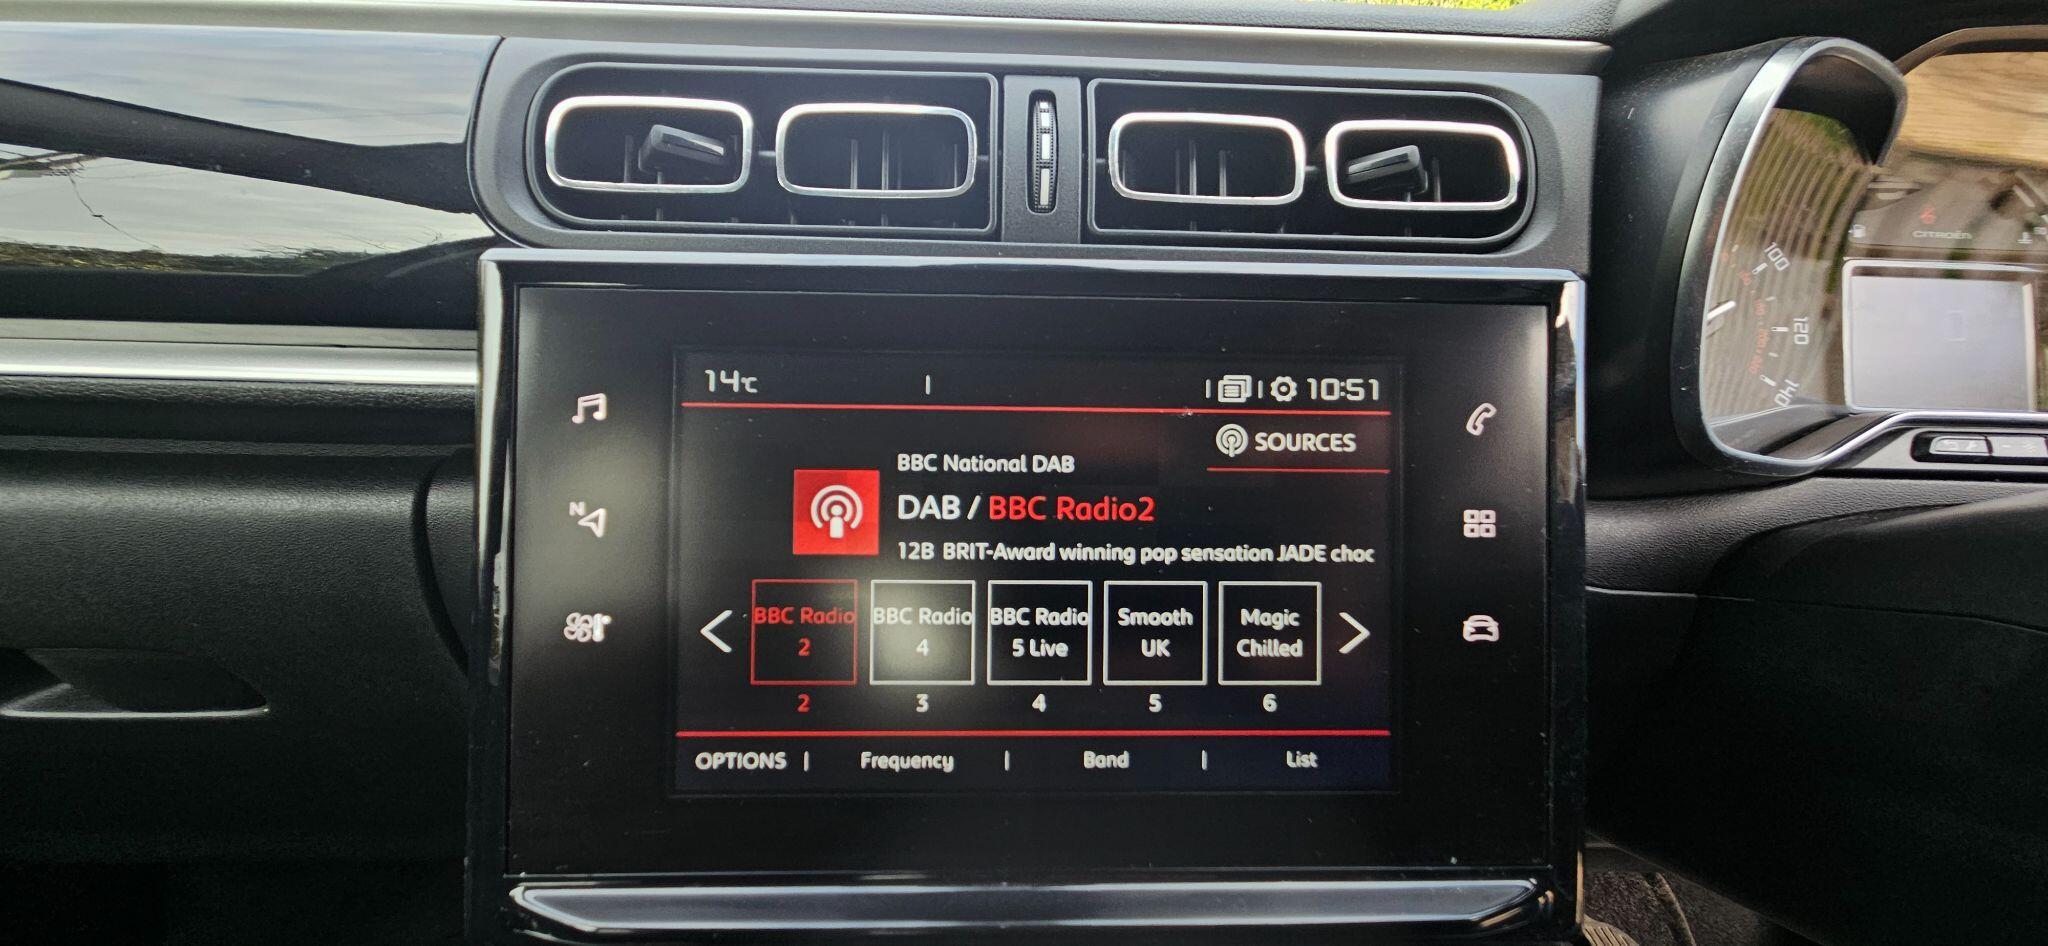 14°C
10:51
SOURCES
BBC National DAB
DAB / BBC Radio2
12B BRIT-Award winning pop sensation JADE choc
BBC Radio 2
BBC Radio 4
BBC Radio 5 Live
Smooth UK
Magic Chilled
2 3 4 5 6
OPTIONS Frequency Band List
N
CITROËN
100
120
140